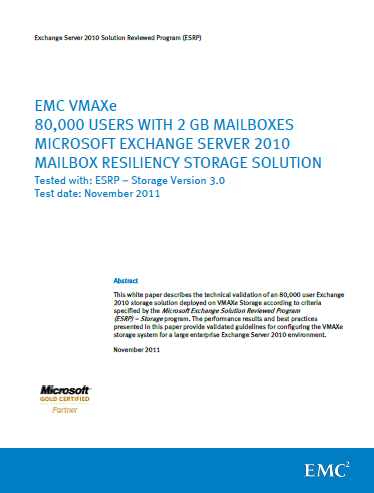 Exchange Server 2010 Solution Reviewed Program (ESRP)
EMC VMAXe
80,000 USERS WITH 2 GB MAILBOXES
MICROSOFT EXCHANGE SERVER 2010
MAILBOX RESILIENCY STORAGE SOLUTION
Tested with: ESRP – Storage Version 3.0
Test date: November 2011
Abstract
This white paper describes the technical validation of an 80,000 user Exchange
2010 storage solution deployed on VMAXe Storage according to criteria
specified by the Microsoft Exchange Solution Reviewed Program
(ESRP) – Storage program. The performance results and best practices
presented in this paper provide validated guidelines for configuring the VMAXe
storage system for a large enterprise Exchange Server 2010 environment.
November 2011
Microsoft
GOLD CERTIFIED
Partner
EMC²